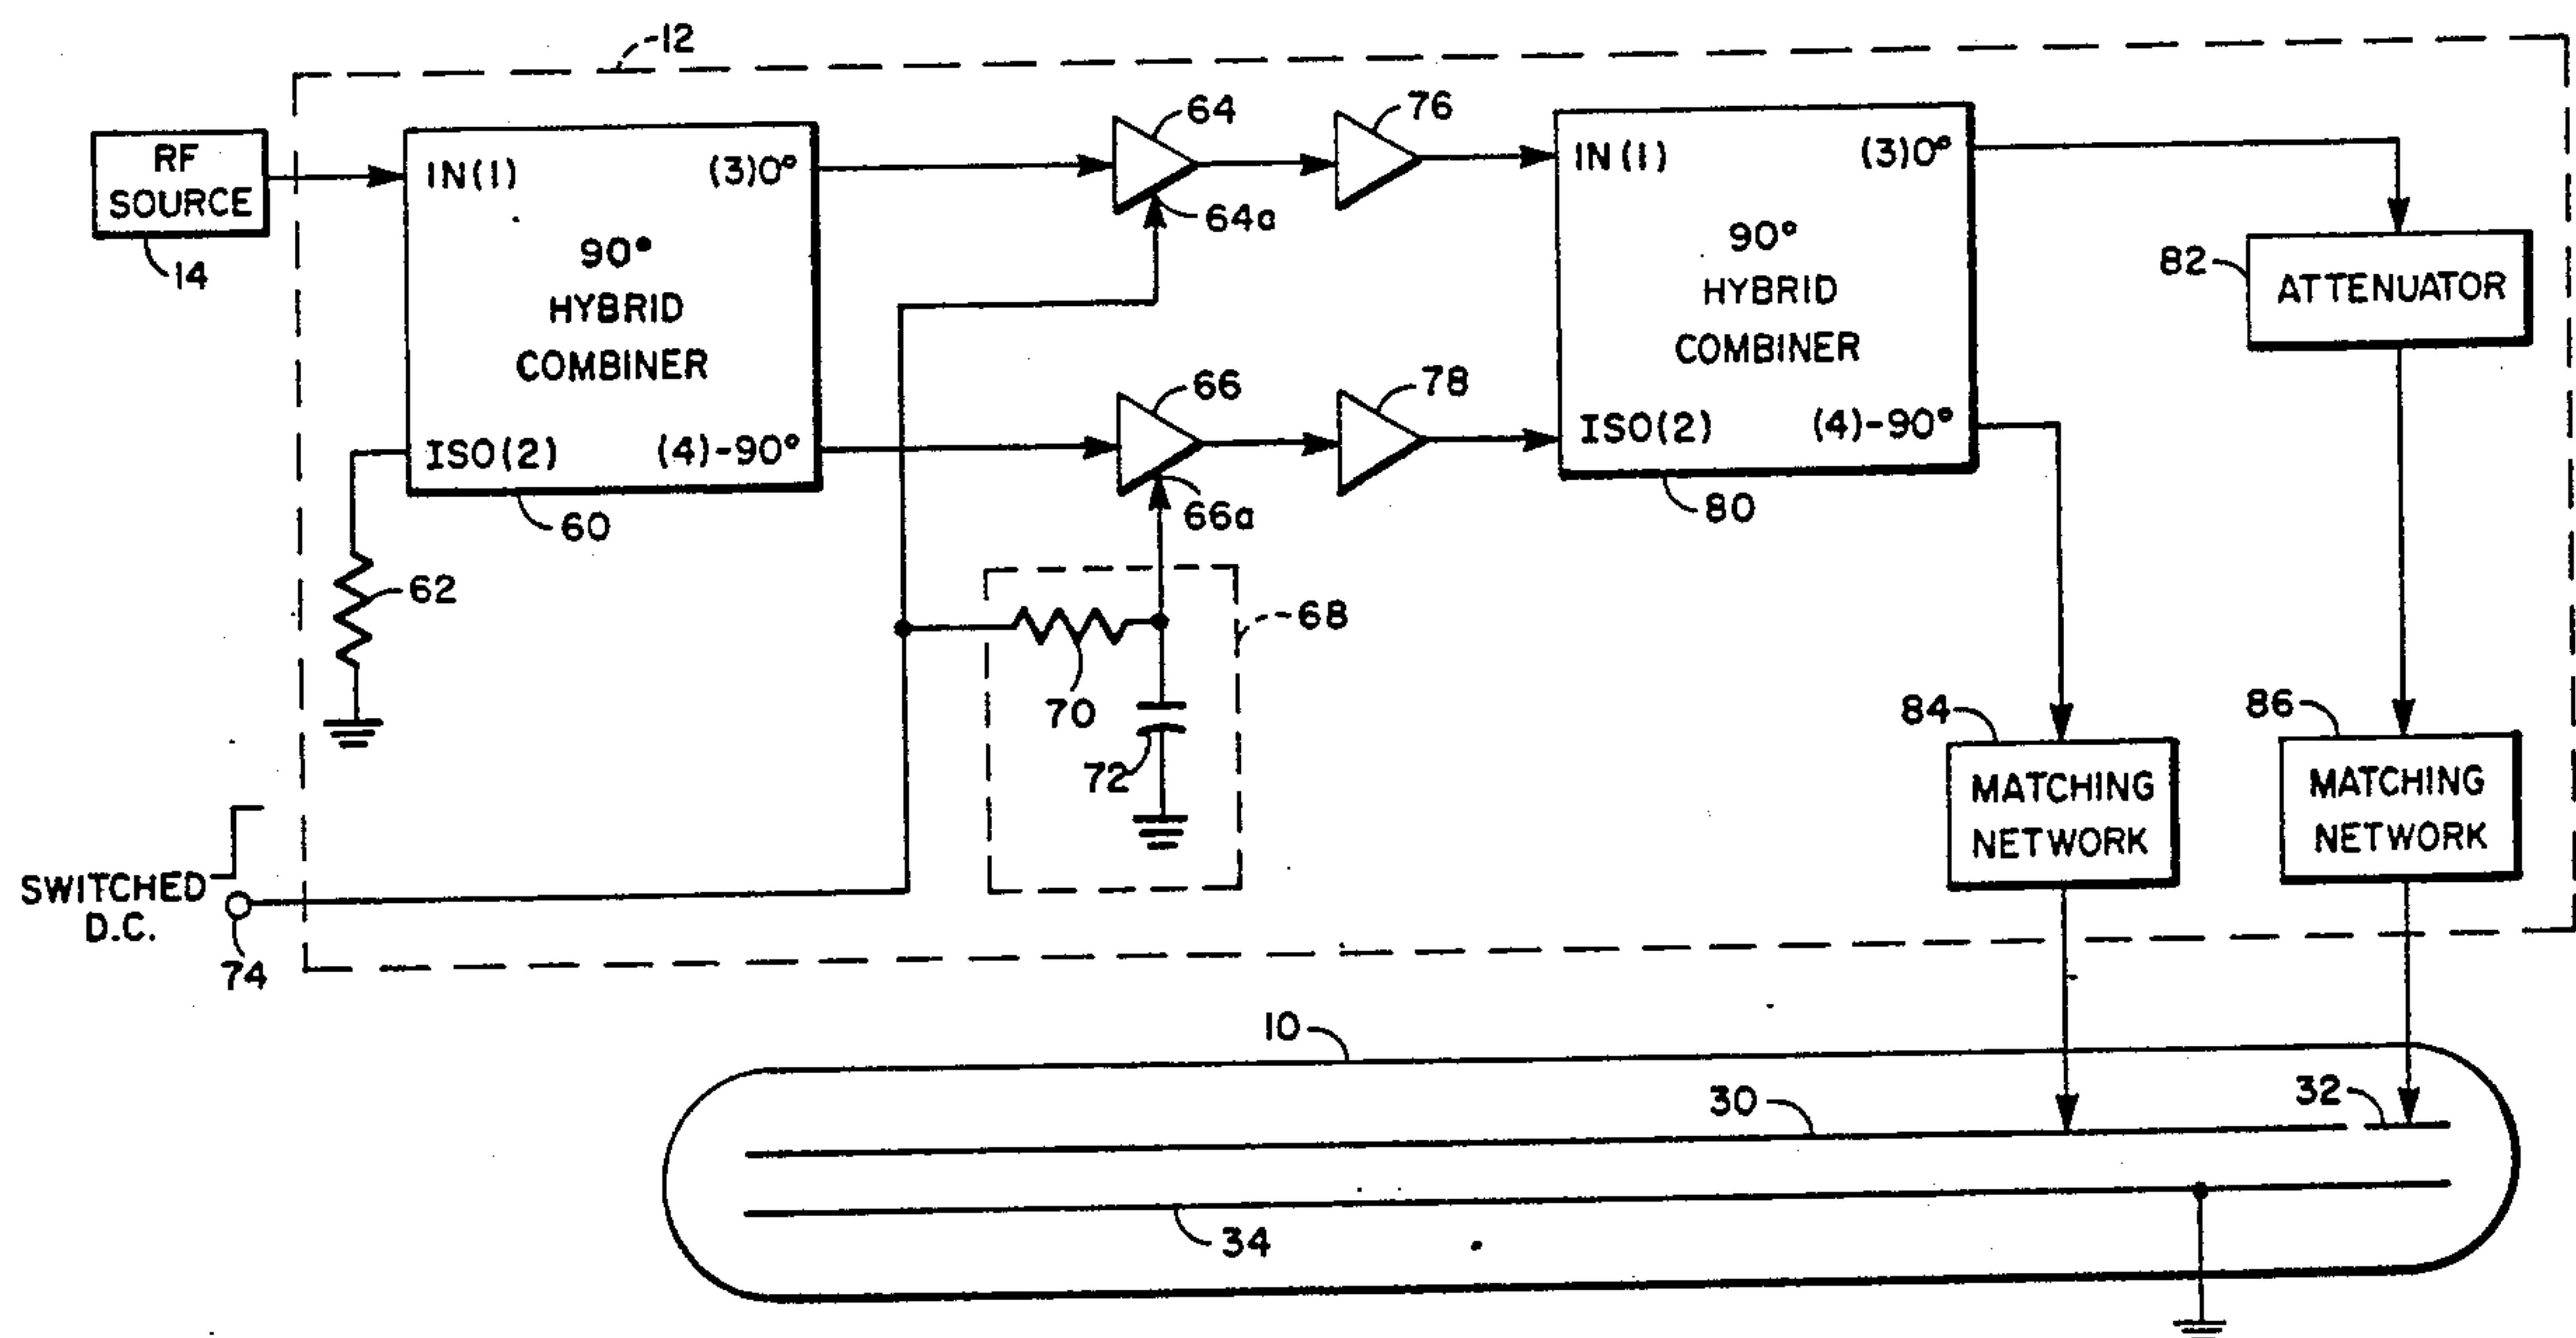 12
RF
SOURCE
14
IN(1)
(3)0°
90°
HYBRID
COMBINER
ISO(2)
(4)-90°
60
62
64
64a
76
66
66a
78
68
70
72
IN(1)
(3)0°
90°
HYBRID
COMBINER
ISO(2)
(4)-90°
80
82
ATTENUATOR
84
MATCHING
NETWORK
86
MATCHING
NETWORK
SWITCHED
D.C.
74
10
30
32
34